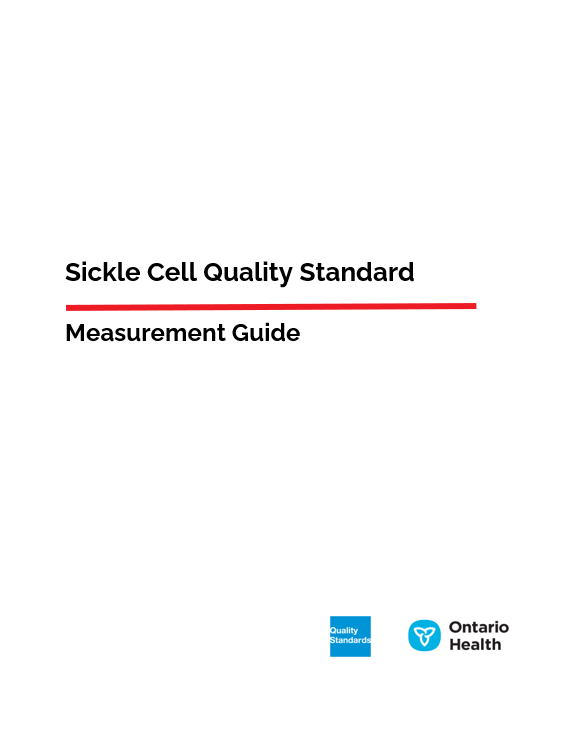 Sickle Cell Quality Standard
Measurement Guide
Quality
Standards
Ontario
Health